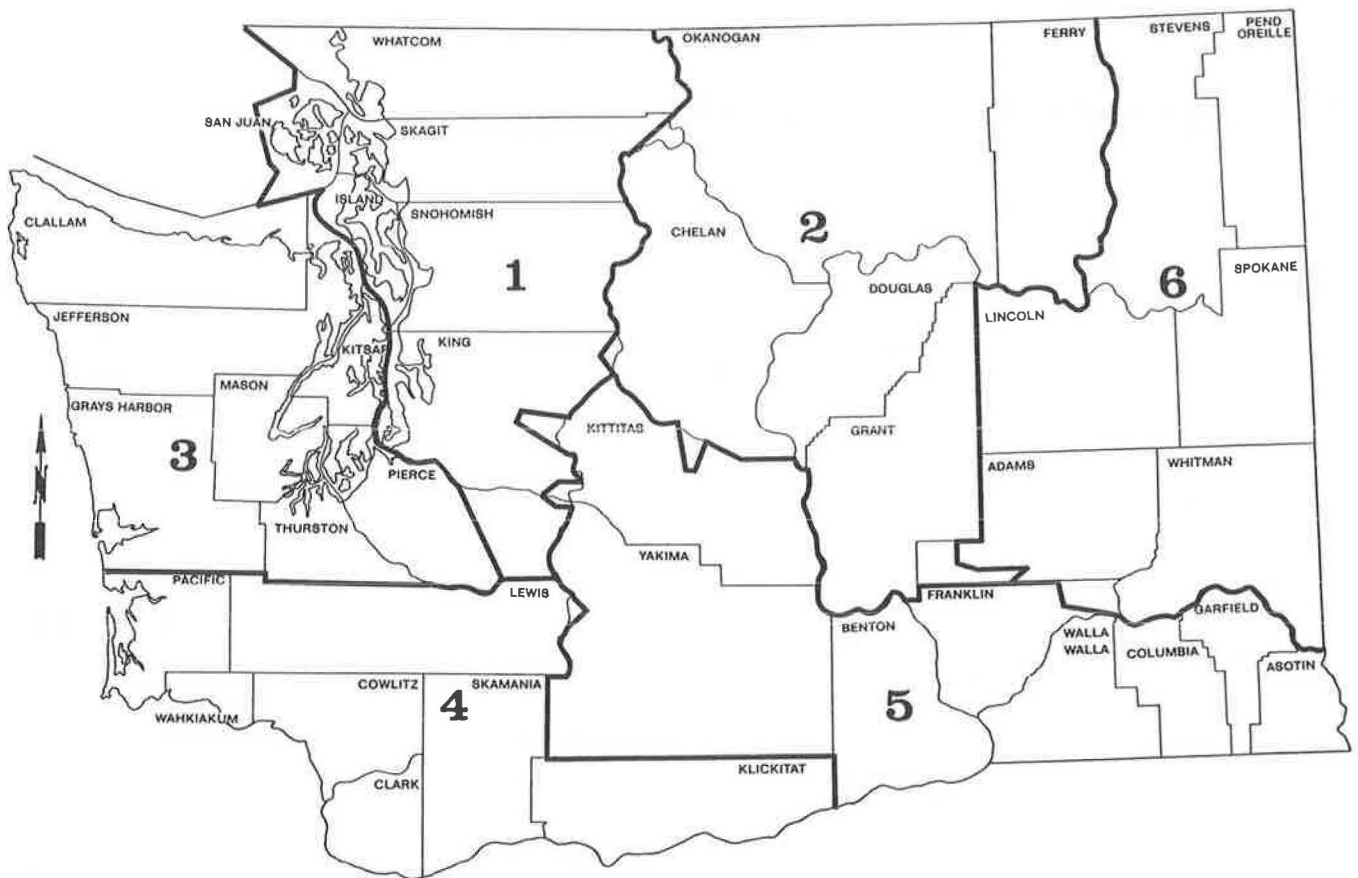 WHATCOM
OKANOGAN
FERRY
STEVENS
PEND
OREILLE
SAN JUAN
SKAGIT
ISLAND
SNOHOMISH
CLALLAM
CHELAN
2
1
DOUGLAS
SPOKANE
6
JEFFERSON
LINCOLN
KITSAP
KING
MASON
GRAYS HARBOR
KITTITAS
GRANT
3
N
PIERCE
ADAMS
WHITMAN
THURSTON
YAKIMA
PACIFIC
LEWIS
FRANKLIN
GARFIELD
BENTON
WALLA
WALLA
COLUMBIA
ASOTIN
COWLITZ
SKAMANIA
4
5
WAHKIAKUM
KLICKITAT
CLARK